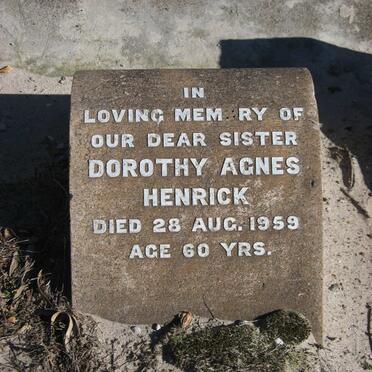 IN
LOVING MEM RY OF
OUR DEAR SISTER
DOROTHY AGNES
HENRICK
DIED 28 AUG. 1959
AGE 60 YRS.